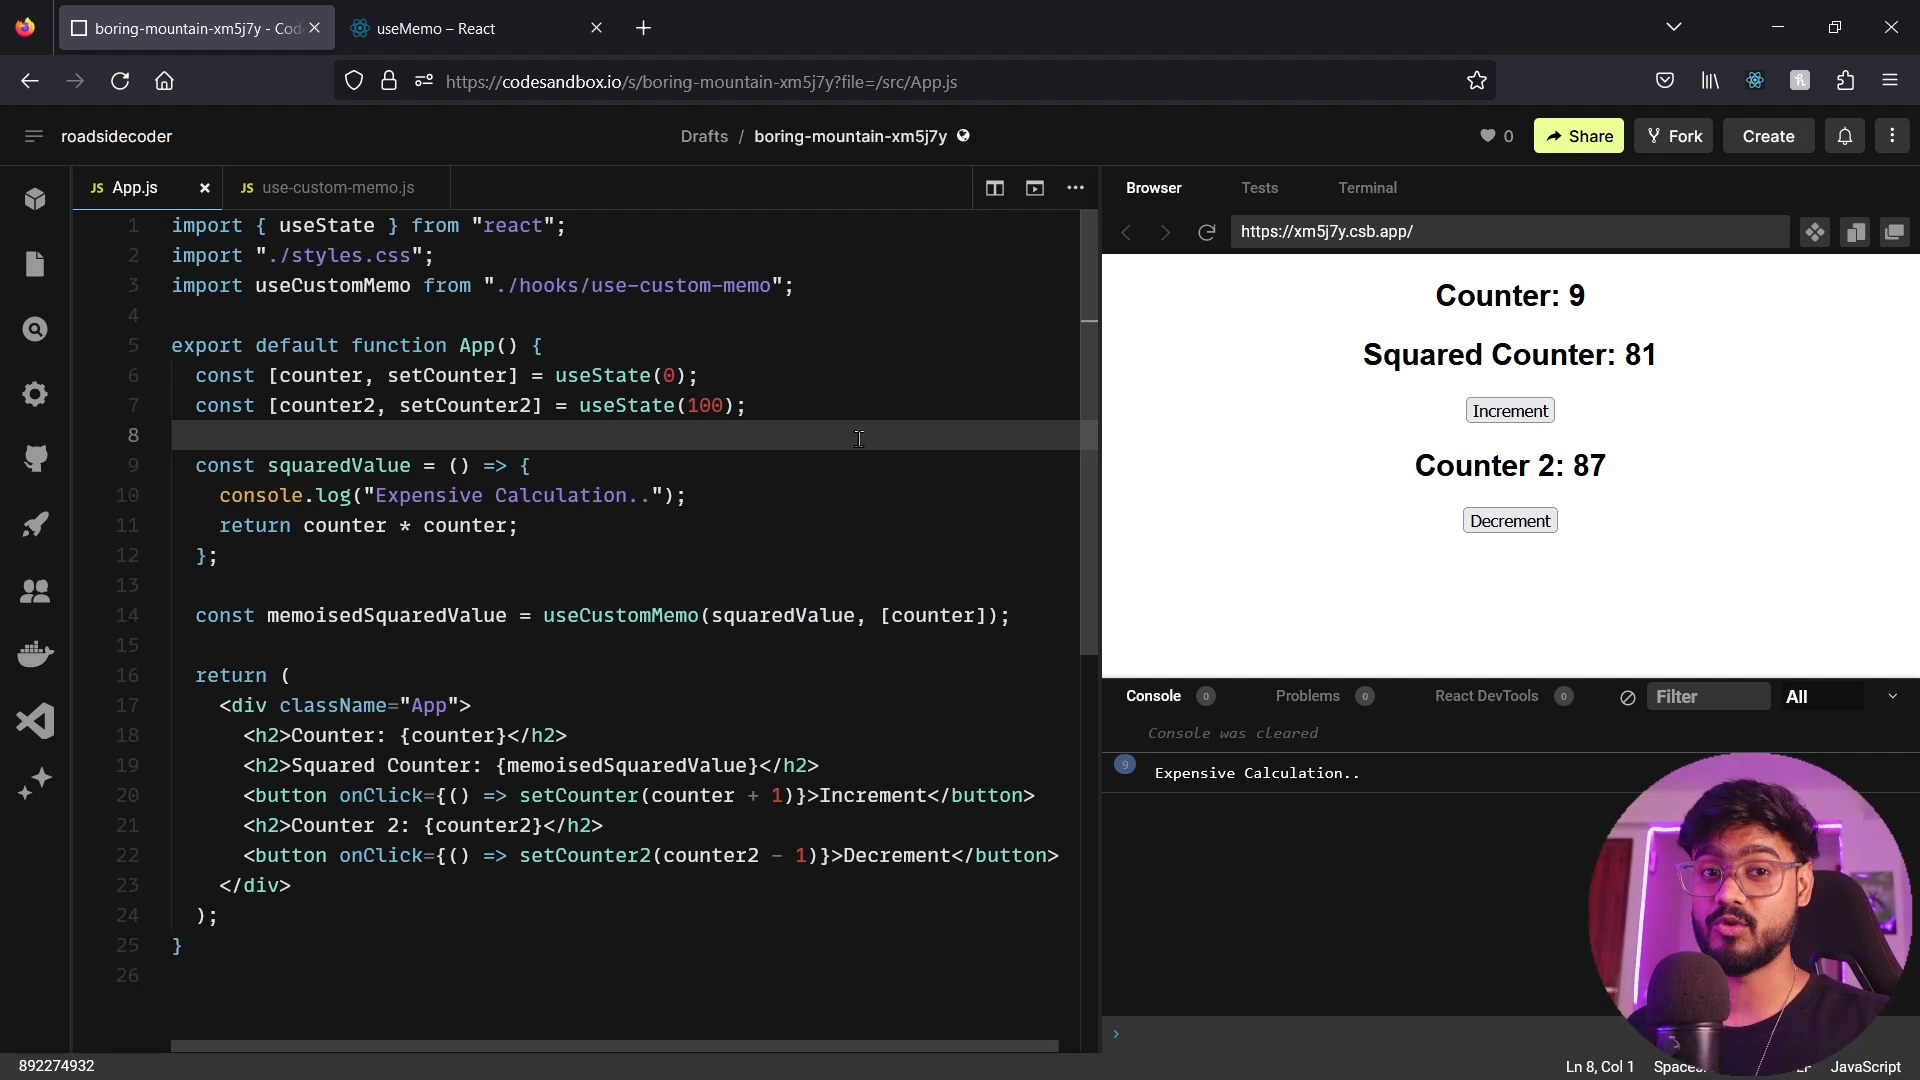 boring-mountain-xm5j7y - Cod
useMemo – React
https://codesandbox.io/s/boring-mountain-xm5j7y?file=/src/App.js
roadsidecoder
Drafts / boring-mountain-xm5j7y
0
Share
Fork
Create
JS App.js
JS use-custom-memo.js
1 import { useState } from "react";
2 import "./styles.css";
3 import useCustomMemo from "./hooks/use-custom-memo";
4
5 export default function App() {
6 const [counter, setCounter] = useState(0);
7 const [counter2, setCounter2] = useState(100);
8
9 const squaredValue = () => {
10 console.log("Expensive Calculation..");
11 return counter * counter;
12 };
13
14 const memoisedSquaredValue = useCustomMemo(squaredValue, [counter]);
15
16 return (
17 <div className="App">
18 <h2>Counter: {counter}</h2>
19 <h2>Squared Counter: {memoisedSquaredValue}</h2>
20 <button onClick={() => setCounter(counter + 1)}>Increment</button>
21 <h2>Counter 2: {counter2}</h2>
22 <button onClick={() => setCounter2(counter2 - 1)}>Decrement</button>
23 </div>
24 );
25 }
26
Browser Tests Terminal
https://xm5j7y.csb.app/
Counter: 9
Squared Counter: 81
Increment
Counter 2: 87
Decrement
Console 0 Problems 0 React DevTools 0 Filter All
Console was cleared
9 Expensive Calculation..
892274932
Ln 8, Col 1 JavaScript